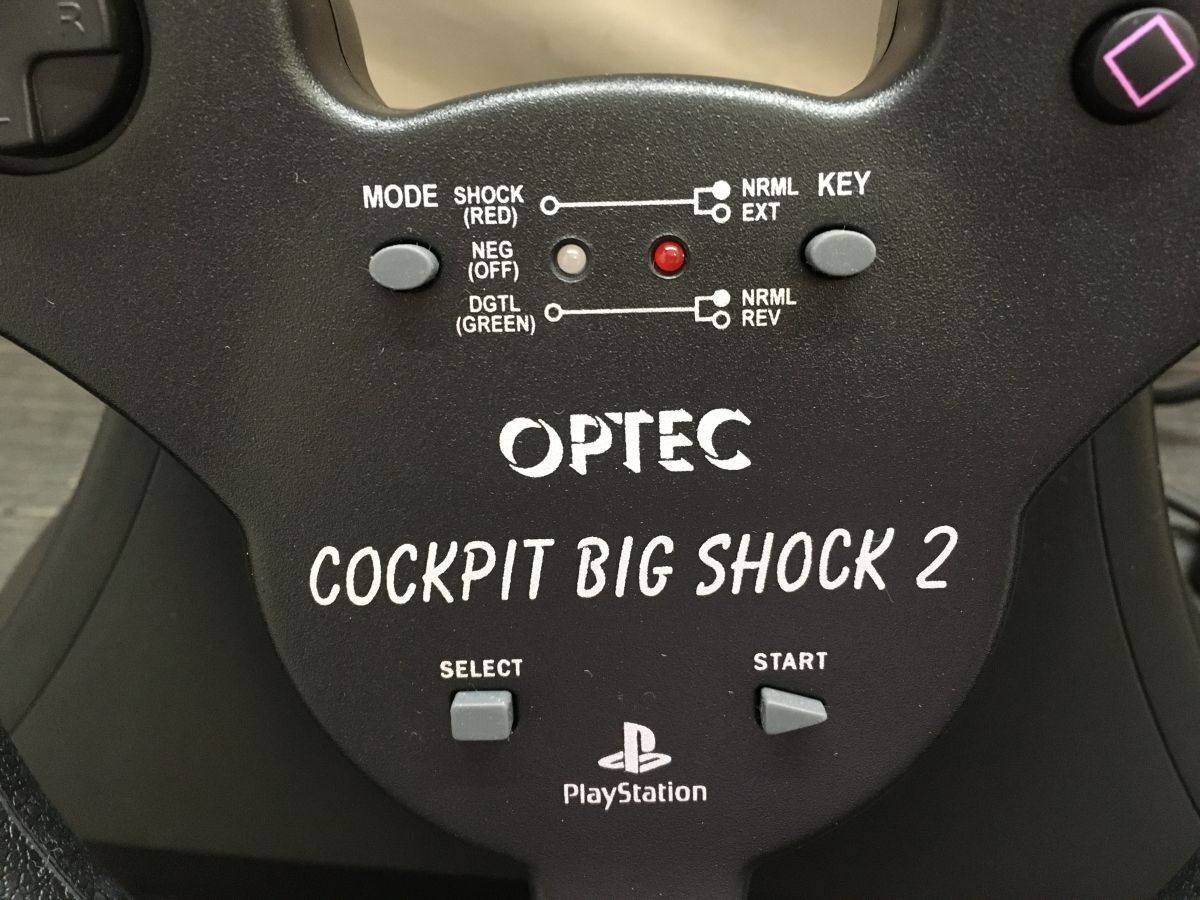 R
L
MODE SHOCK NRML KEY
(RED) EXT
NEG
(OFF)
DGTL NRML
(GREEN) REV
OPTEC
COCKPIT BIG SHOCK 2
SELECT START
PlayStation